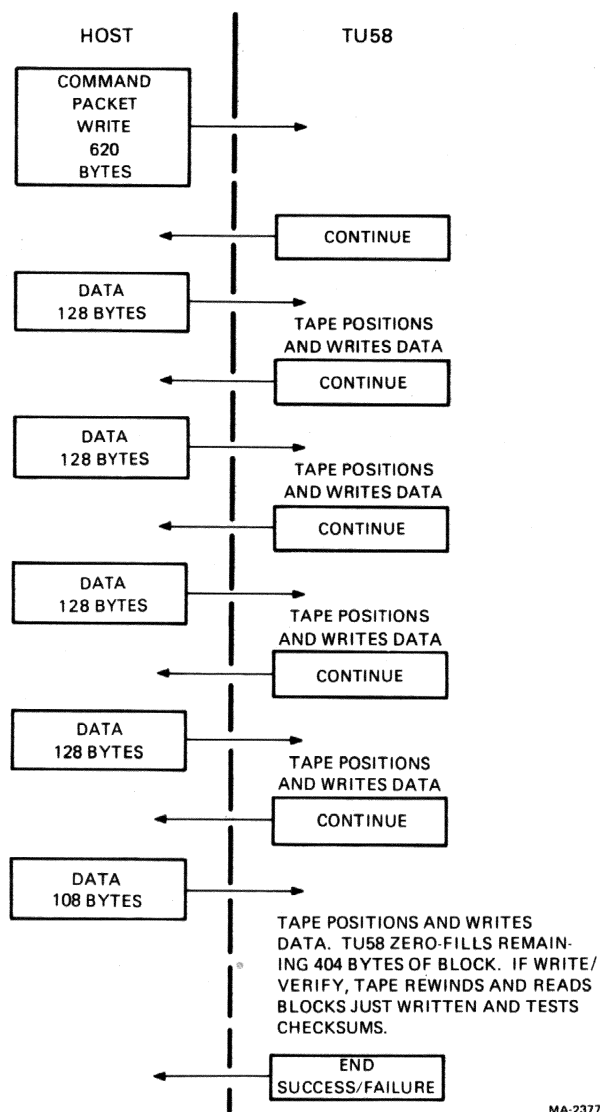 HOST
TU58
COMMAND
PACKET
WRITE
620
BYTES
CONTINUE
DATA
128 BYTES
TAPE POSITIONS
AND WRITES DATA
CONTINUE
DATA
128 BYTES
TAPE POSITIONS
AND WRITES DATA
CONTINUE
DATA
128 BYTES
TAPE POSITIONS
AND WRITES DATA
CONTINUE
DATA
128 BYTES
TAPE POSITIONS
AND WRITES DATA
CONTINUE
DATA
108 BYTES
TAPE POSITIONS AND WRITES
DATA. TU58 ZERO-FILLS REMAIN-
ING 404 BYTES OF BLOCK. IF WRITE/
VERIFY, TAPE REWINDS AND READS
BLOCKS JUST WRITTEN AND TESTS
CHECKSUMS.
END
SUCCESS/FAILURE
MA-2377